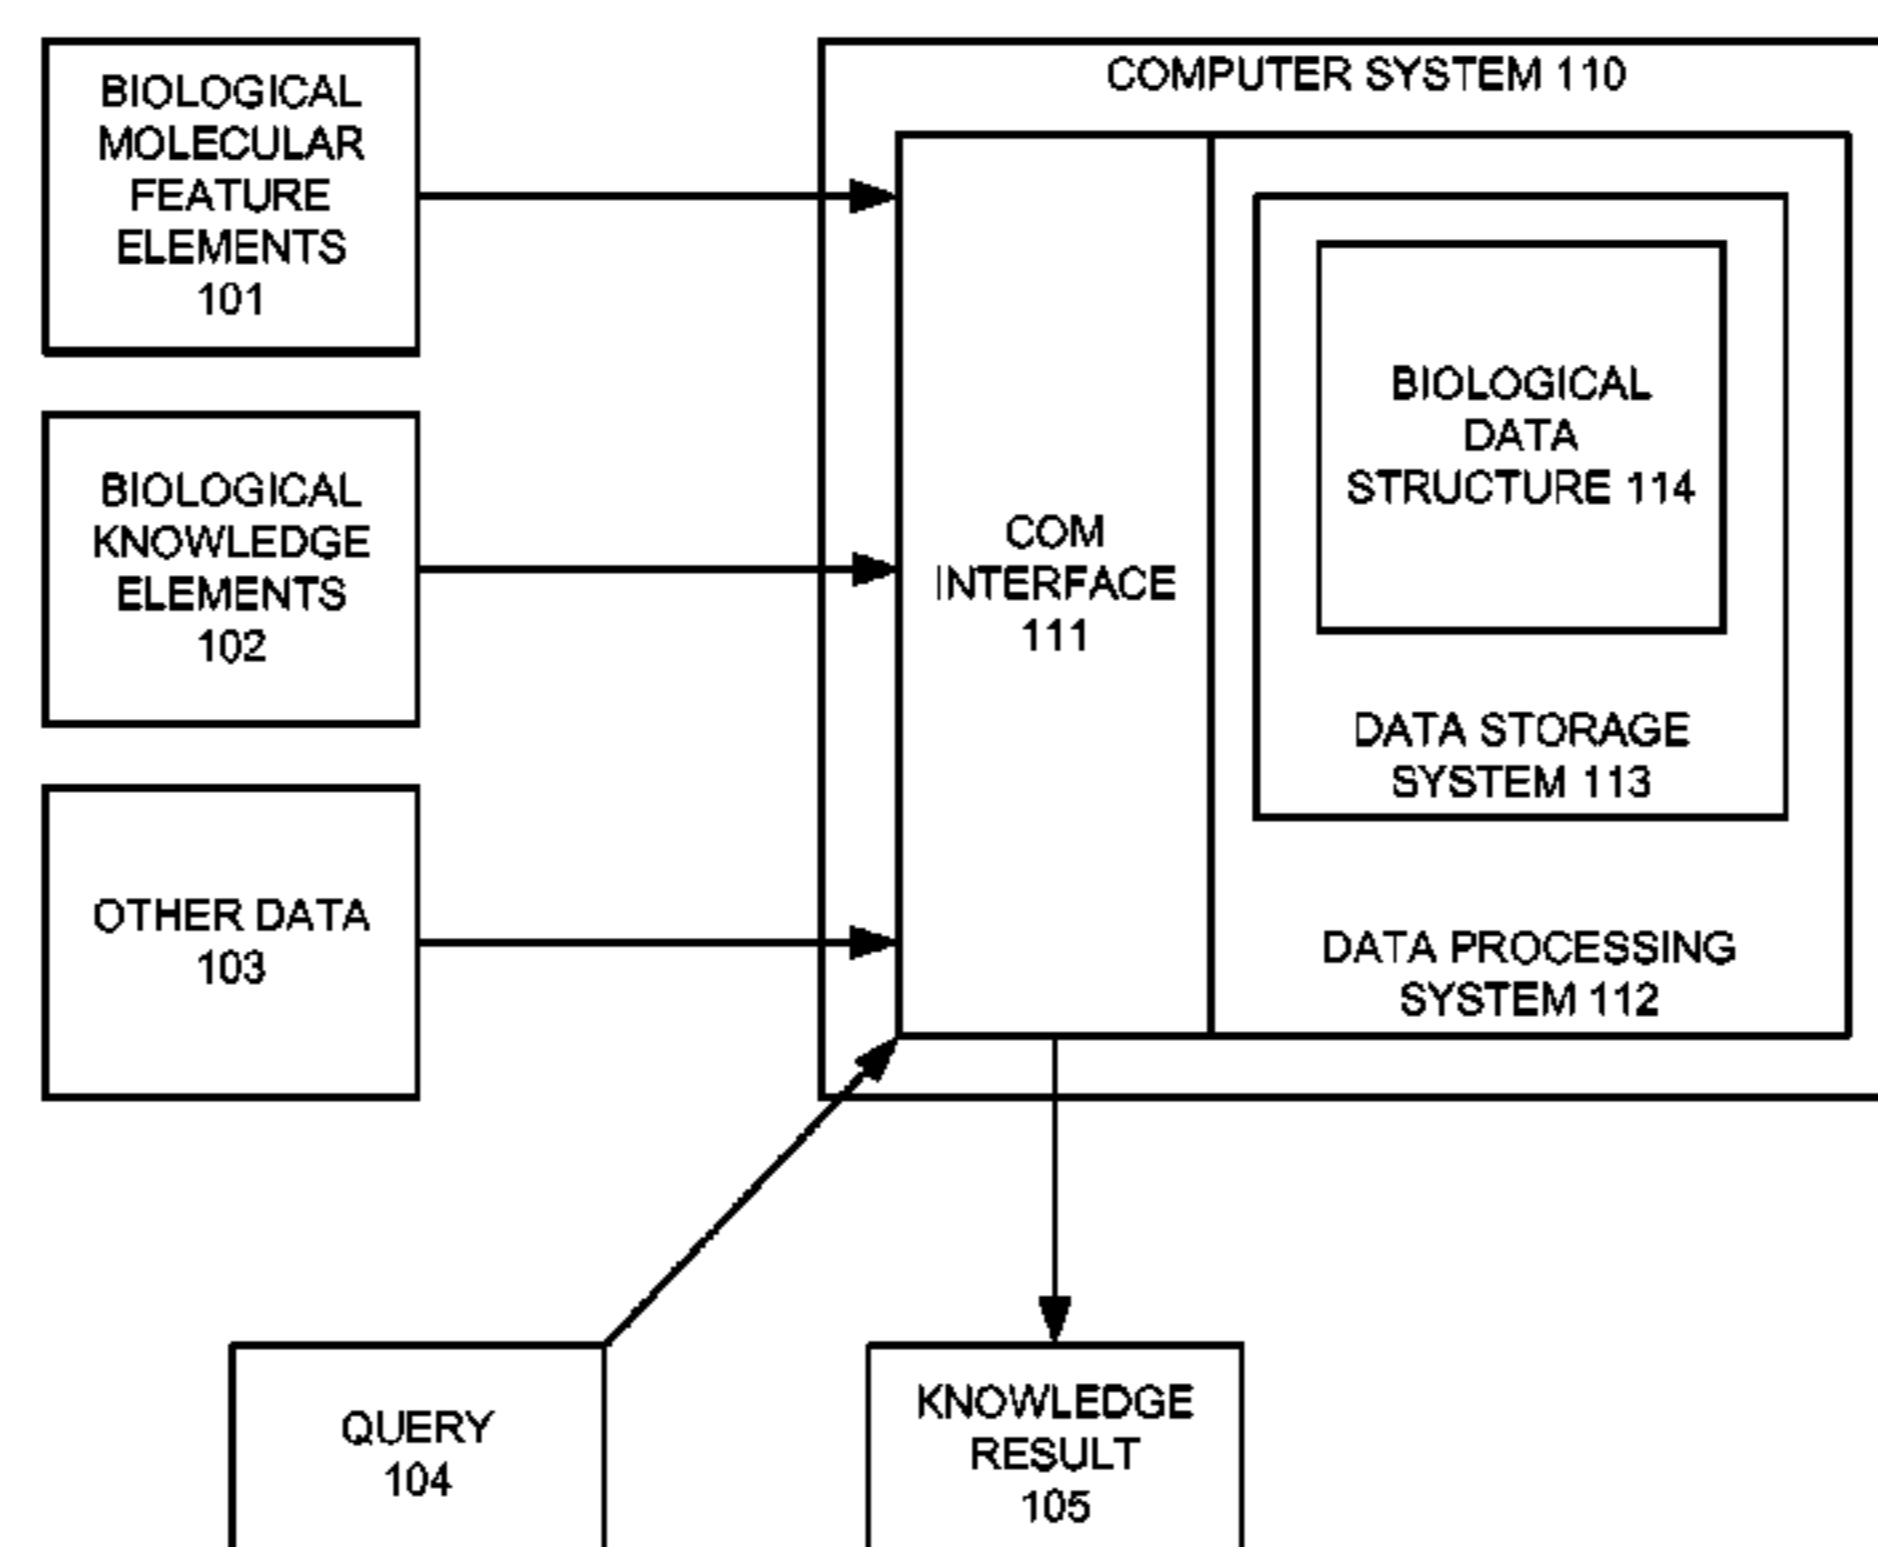 BIOLOGICAL
MOLECULAR
FEATURE
ELEMENTS
101
BIOLOGICAL
KNOWLEDGE
ELEMENTS
102
OTHER DATA
103
COMPUTER SYSTEM 110
COM
INTERFACE
111
BIOLOGICAL
DATA
STRUCTURE 114
DATA STORAGE
SYSTEM 113
DATA PROCESSING
SYSTEM 112
QUERY
104
KNOWLEDGE
RESULT
105